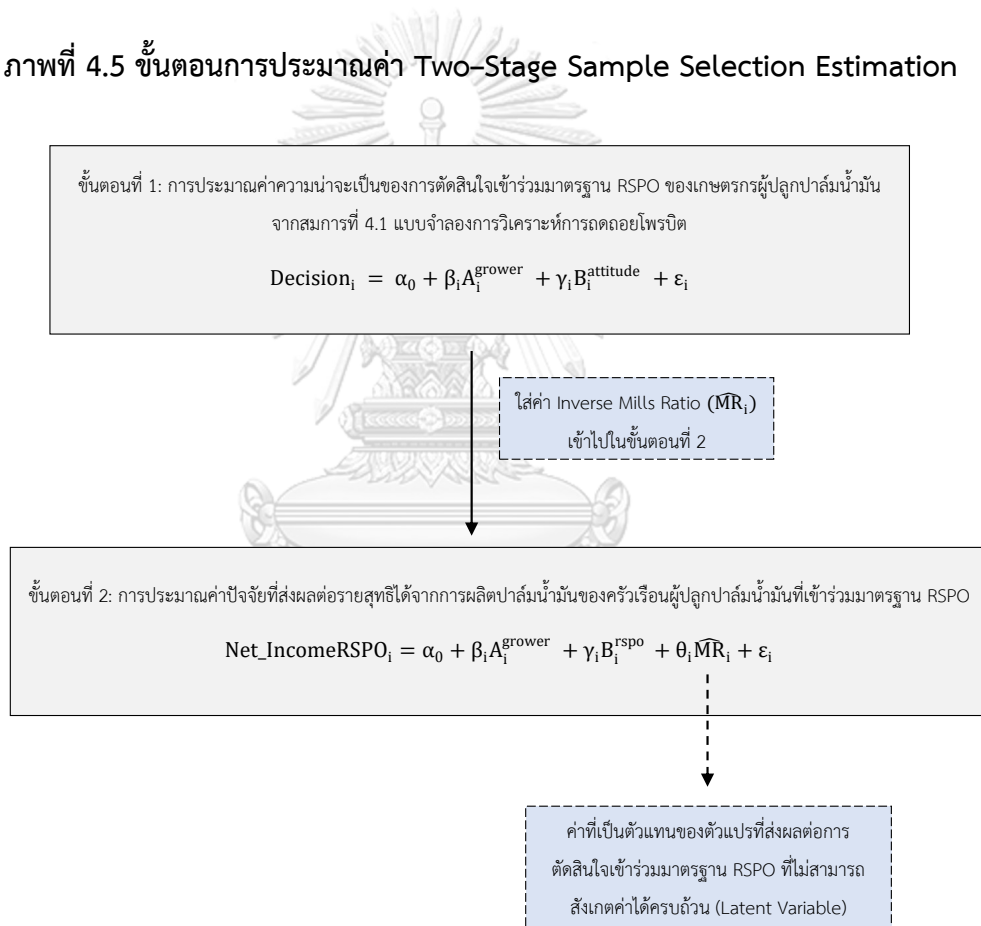 ภาพที่ 4.5 ขั้นตอนการประมาณค่า Two–Stage Sample Selection Estimation
ขั้นตอนที่ 1: การประมาณค่าความน่าจะเป็นของการตัดสินใจเข้าร่วมมาตรฐาน RSPO ของเกษตรกรผู้ปลูกปาล์มน้ำมัน
จากสมการที่ 4.1 แบบจำลองการวิเคราะห์การถดถอยโพรบิต
Decisionᵢ = α₀ + βᵢAᵢ^grower + γᵢBᵢ^attitude + εᵢ
ใส่ค่า Inverse Mills Ratio (M̂Rᵢ)
เข้าไปในขั้นตอนที่ 2
ขั้นตอนที่ 2: การประมาณค่าปัจจัยที่ส่งผลต่อรายสุทธิได้จากการผลิตปาล์มน้ำมันของครัวเรือนผู้ปลูกปาล์มน้ำมันที่เข้าร่วมมาตรฐาน RSPO
Net_IncomeRSPOᵢ = α₀ + βᵢAᵢ^grower + γᵢBᵢ^rspo + θᵢM̂Rᵢ + εᵢ
ค่าที่เป็นตัวแทนของตัวแปรที่ส่งผลต่อการ
ตัดสินใจเข้าร่วมมาตรฐาน RSPO ที่ไม่สามารถ
สังเกตค่าได้ครบถ้วน (Latent Variable)